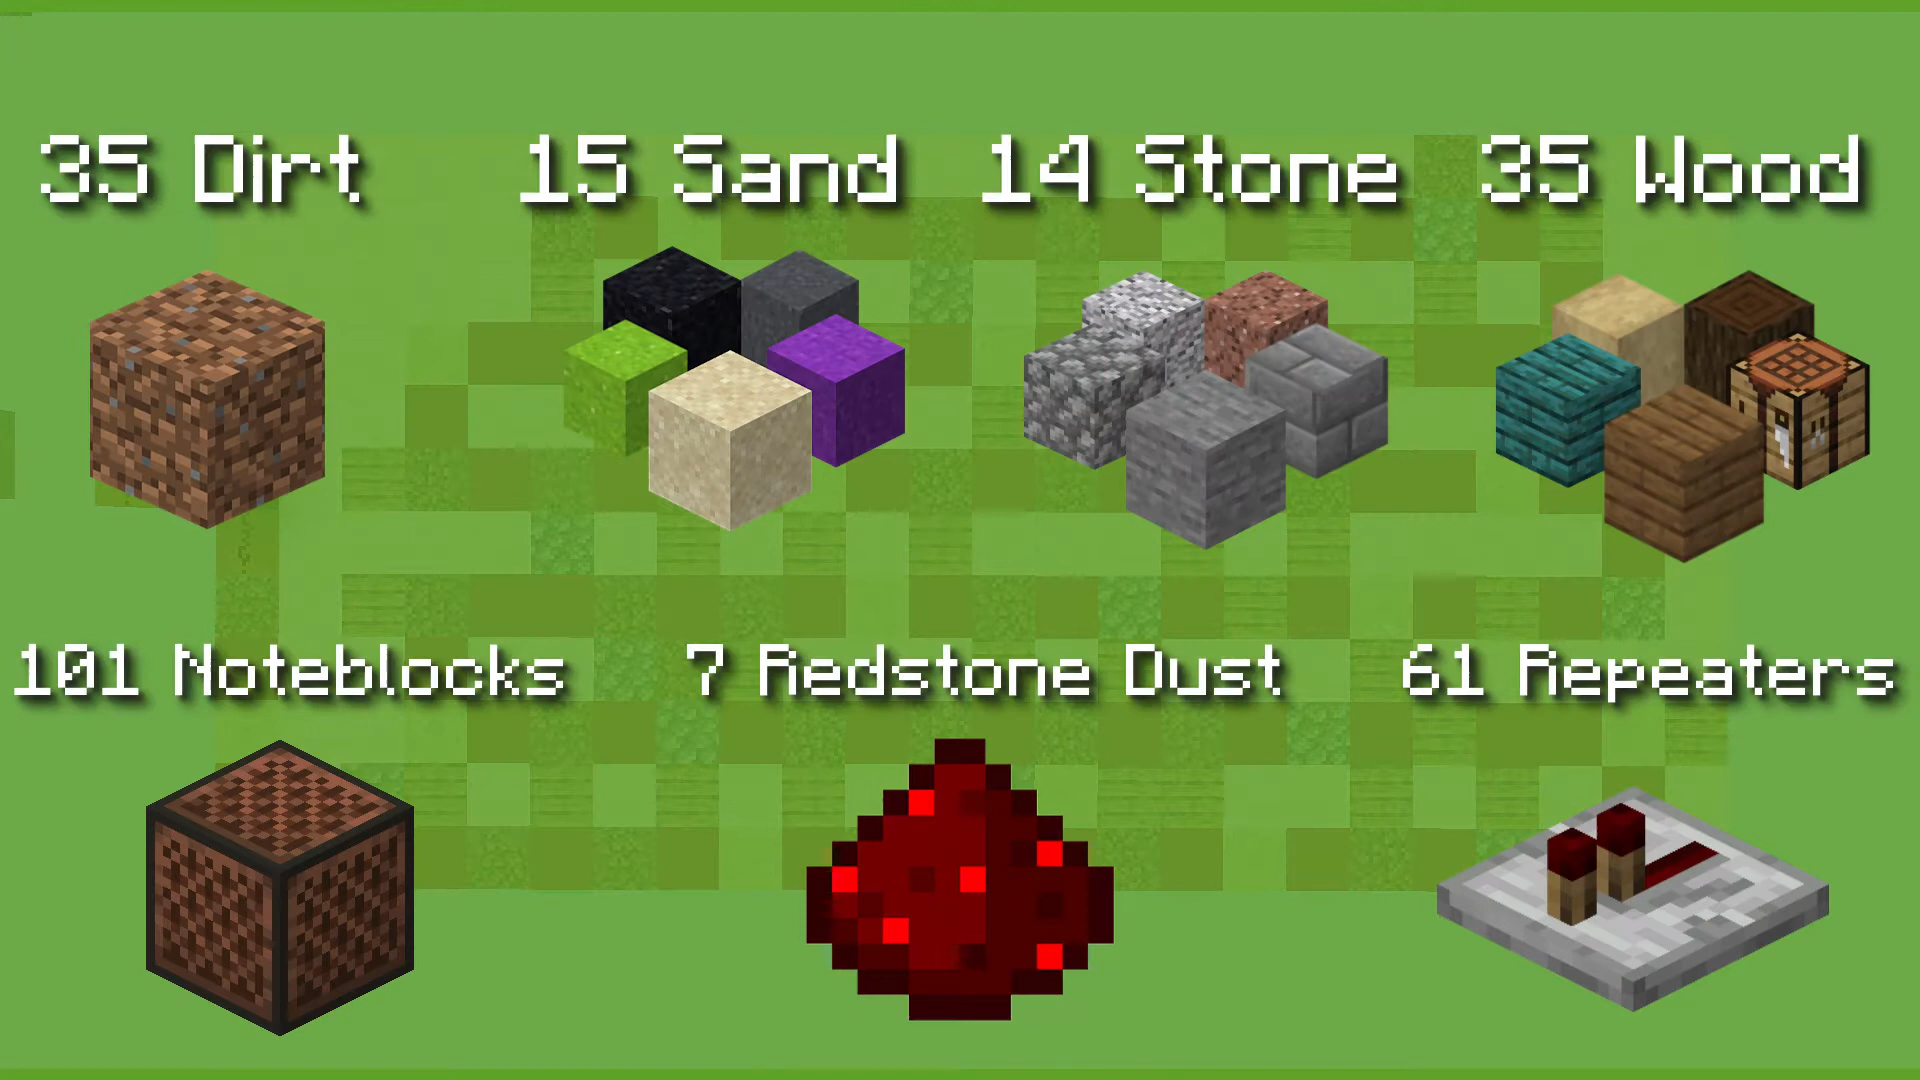 35 Dirt
15 Sand
14 Stone
35 Wood
101 Noteblocks
7 Redstone Dust
61 Repeaters